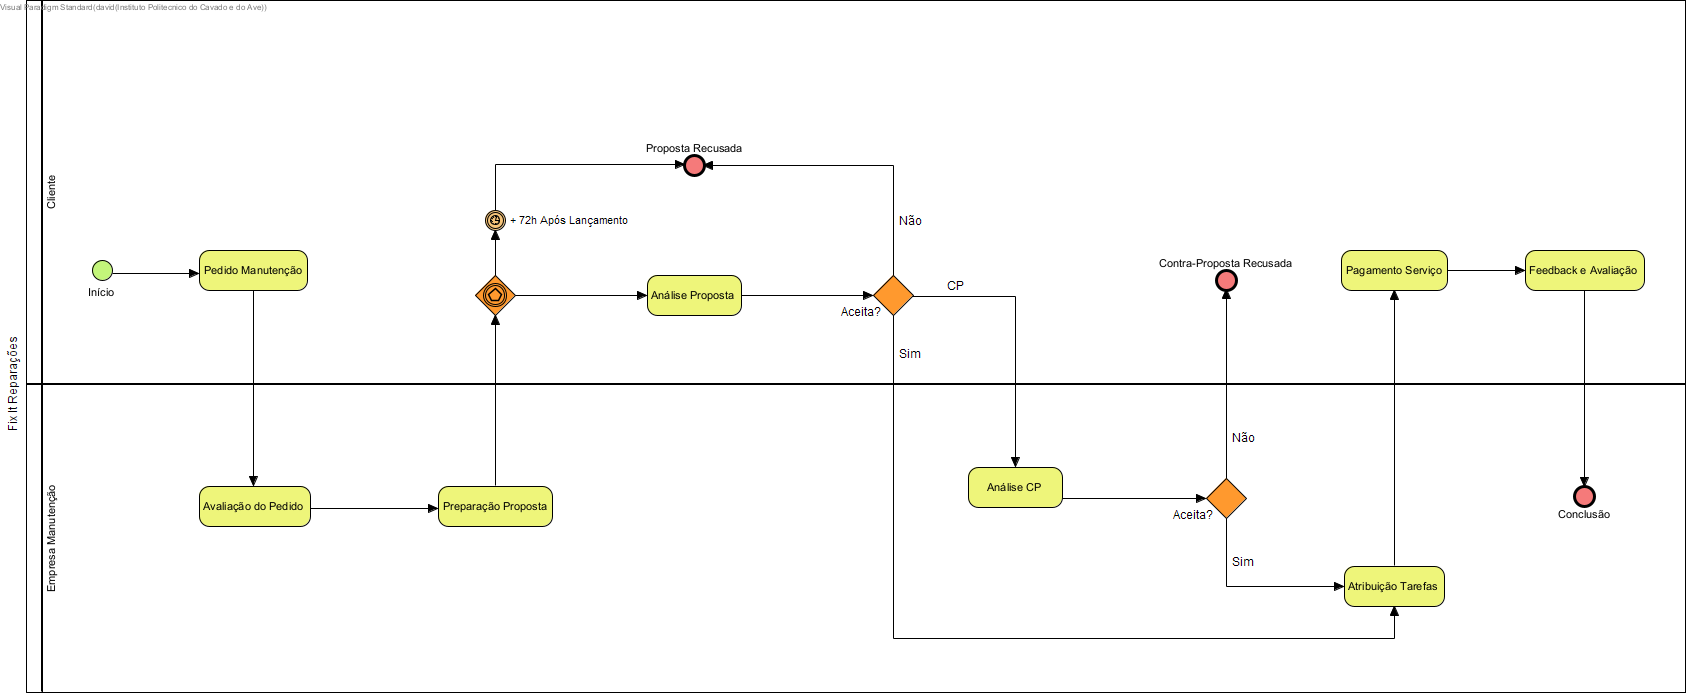 Visual Paradigm Standard(david(Instituto Politecnico do Cavado e do Ave))
Fix It Reparações
Cliente
Início
Pedido Manutenção
+ 72h Após Lançamento
Proposta Recusada
Análise Proposta
Aceita?
Não
CP
Sim
Contra-Proposta Recusada
Pagamento Serviço
Feedback e Avaliação
Empresa Manutenção
Avaliação do Pedido
Preparação Proposta
Análise CP
Aceita?
Não
Sim
Atribuição Tarefas
Conclusão